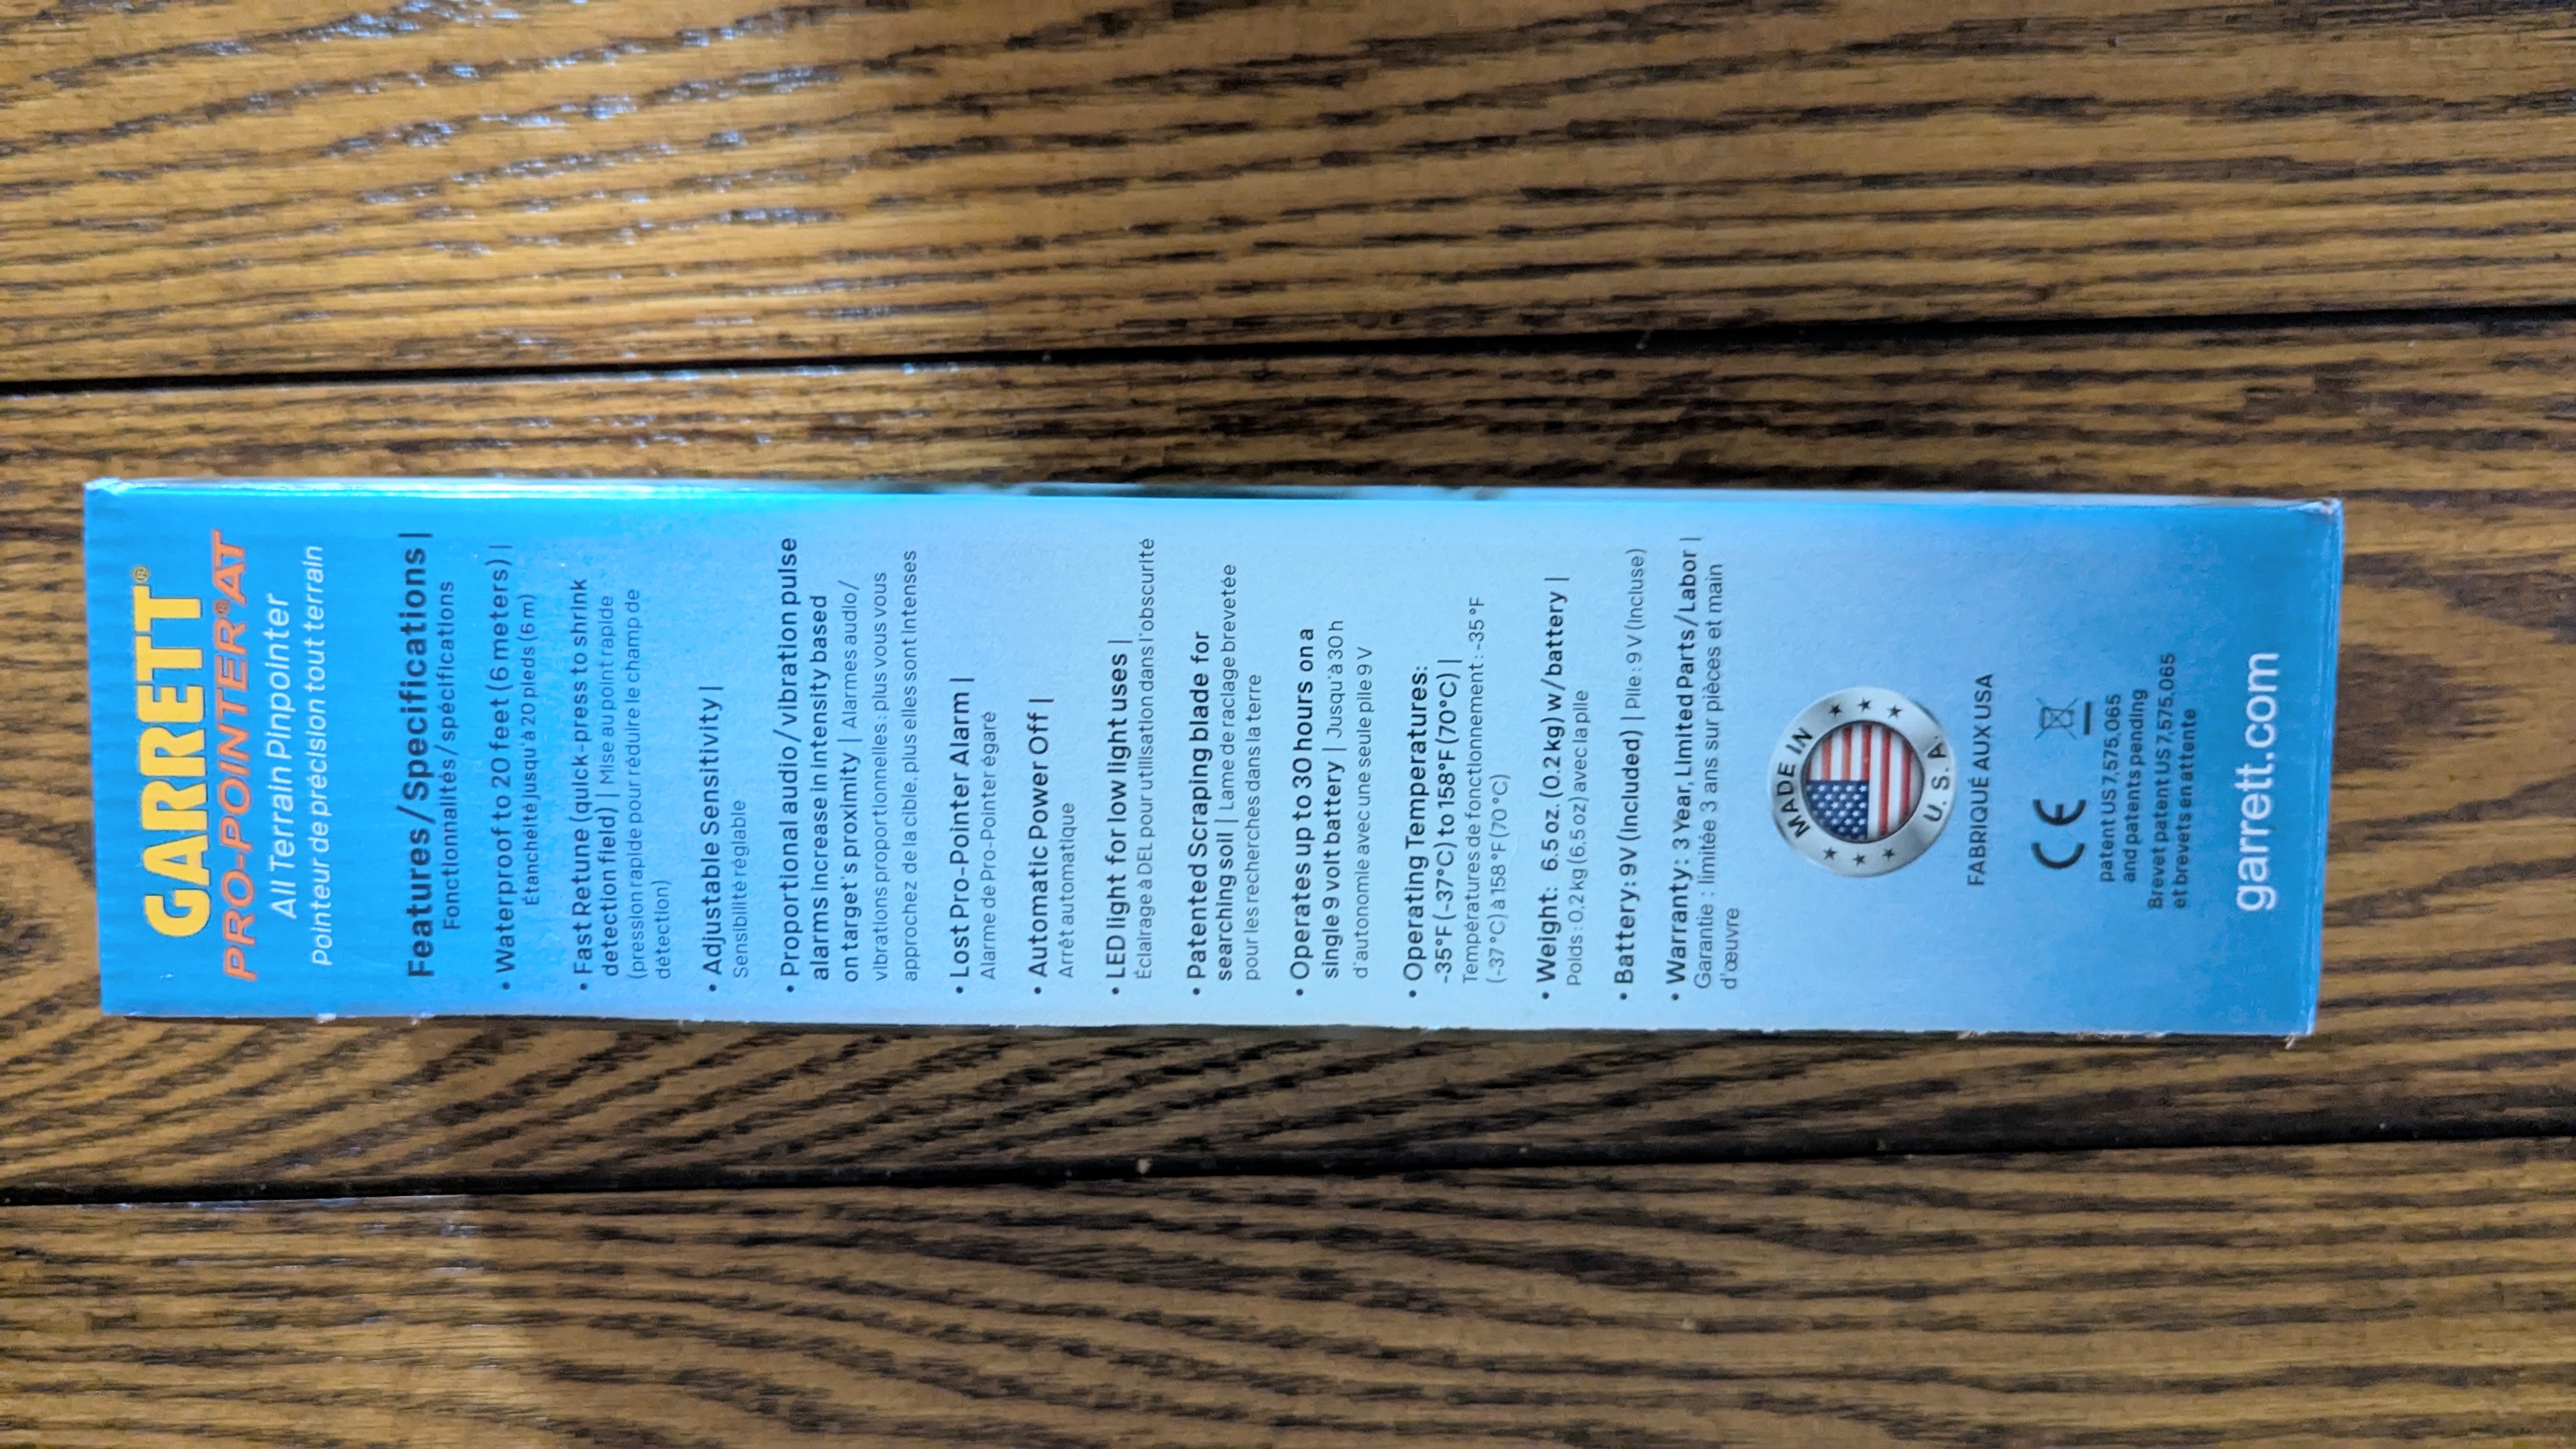 GARRETT®
PRO-POINTER® AT
All Terrain Pinpointer
Pointeur de précision tout terrain
Features/Specifications |
Fonctionnalités/spécifications
• Waterproof to 20 feet (6 meters) |
Étanchéité jusqu'à 20 pieds (6 m)
• Fast Retune (quick-press to shrink
detection field) | Mise au point rapide
(pression rapide pour réduire le champ de
détection)
• Adjustable Sensitivity |
Sensibilité réglable
• Proportional audio/vibration pulse
alarms increase in intensity based
on target's proximity | Alarmes audio/
vibrations proportionnelles : plus vous vous
approchez de la cible, plus elles sont intenses
• Lost Pro-Pointer Alarm |
Alarme de Pro-Pointer égaré
• Automatic Power Off |
Arrêt automatique
• LED light for low light uses |
Éclairage à DEL pour utilisation dans l'obscurité
• Patented Scraping blade for
searching soil | Lame de raclage brevetée
pour les recherches dans la terre
• Operates up to 30 hours on a
single 9 volt battery | Jusqu'à 30 h
d'autonomie avec une seule pile 9 V
• Operating Temperatures:
-35°F (-37°C) to 158°F (70°C) |
Températures de fonctionnement : -35 °F
(-37 °C) à 158 °F (70 °C)
• Weight: 6.5 oz. (0.2 kg) w/battery |
Poids : 0,2 kg (6,5 oz) avec la pile
• Battery: 9V (Included) | Pile : 9 V (Incluse)
• Warranty: 3 Year, Limited Parts/Labor |
Garantie : limitée 3 ans sur pièces et main
d'œuvre
MADE IN
U.S.A.
FABRIQUÉ AUX USA
CE
patent US 7,575,065
and patents pending
Brevet patent US 7,575,065
et brevets en attente
garrett.com